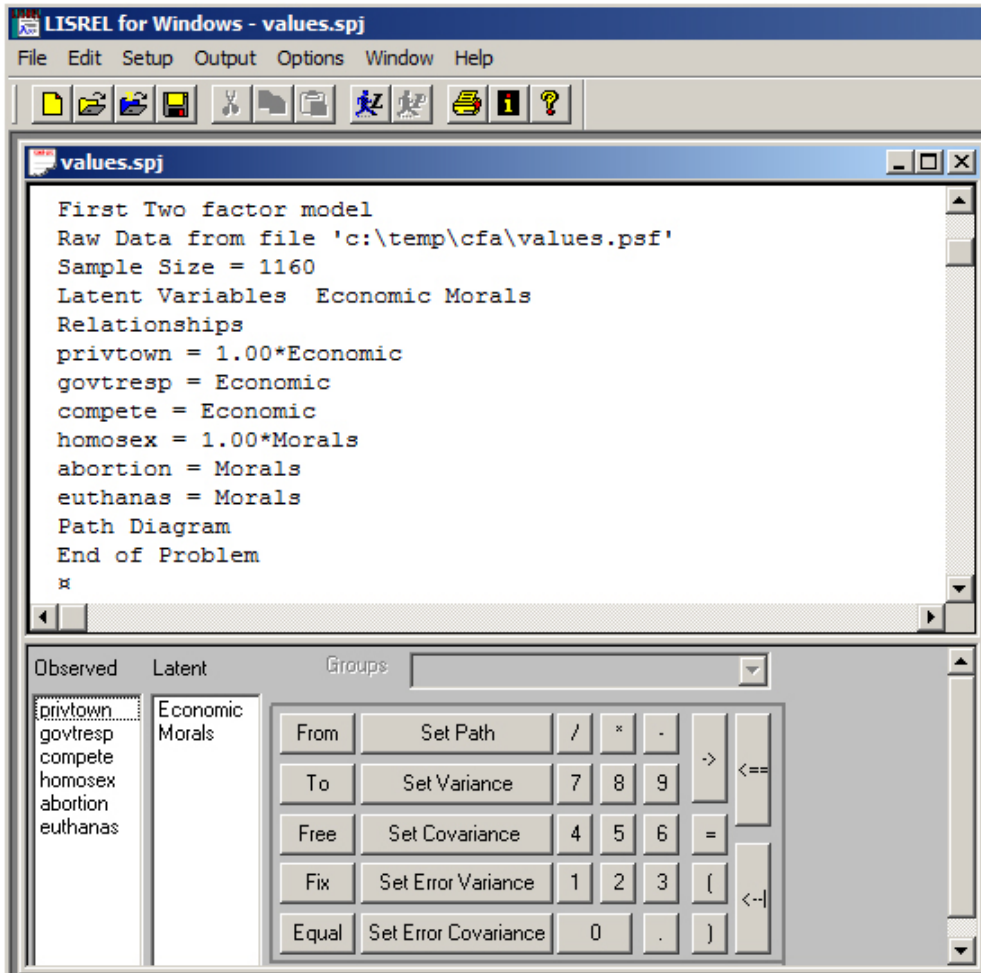 LISREL for Windows - values.spj
File Edit Setup Output Options Window Help
values.spj
First Two factor model
Raw Data from file 'c:\temp\cfa\values.psf'
Sample Size = 1160
Latent Variables  Economic Morals
Relationships
privtown = 1.00*Economic
govtresp = Economic
compete = Economic
homosex = 1.00*Morals
abortion = Morals
euthanas = Morals
Path Diagram
End of Problem
¤
Observed Latent Groups
privtown Economic
govtresp Morals
compete
homosex
abortion
euthanas
From Set Path / * - -> <==
To Set Variance 7 8 9
Free Set Covariance 4 5 6 =
Fix Set Error Variance 1 2 3 ( <--|
Equal Set Error Covariance 0 . )